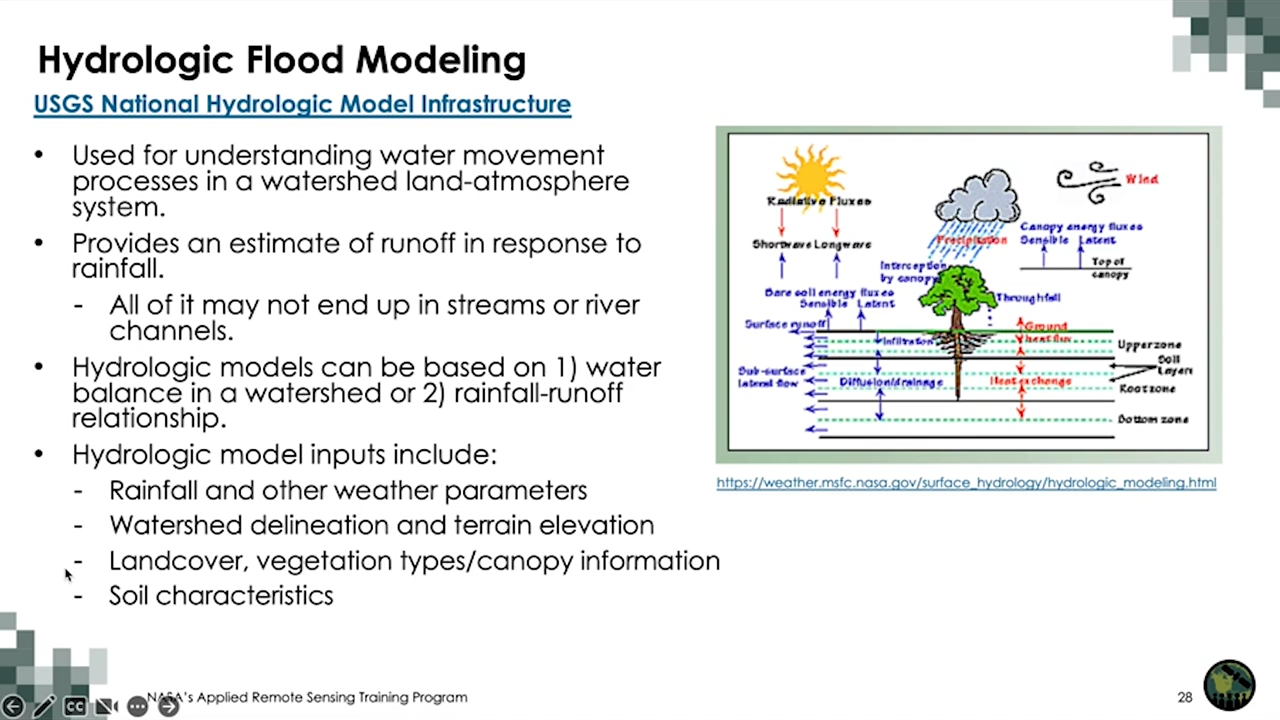 Hydrologic Flood Modeling
USGS National Hydrologic Model Infrastructure
• Used for understanding water movement
processes in a watershed land-atmosphere
system.
• Provides an estimate of runoff in response to
rainfall.
- All of it may not end up in streams or river
channels.
• Hydrologic models can be based on 1) water
balance in a watershed or 2) rainfall-runoff
relationship.
• Hydrologic model inputs include:
- Rainfall and other weather parameters
- Watershed delineation and terrain elevation
- Landcover, vegetation types/canopy information
- Soil characteristics
Radiative Fluxes
Shortwave Longwave
Wind
Precipitation
Canopy energy fluxes
Sensible Latent
Top of
canopy
Interception
by canopy
Bare soil energy fluxes
Sensible Latent
Throughfall
Surface runoff
Infiltration
Ground
heat flux
Upper zone
Soil
Layers
Sub-surface
lateral flow
Diffusion/drainage
Heat exchange
Root zone
Bottom zone
https://weather.msfc.nasa.gov/surface_hydrology/hydrologic_modeling.html
CC
NASA's Applied Remote Sensing Training Program
28